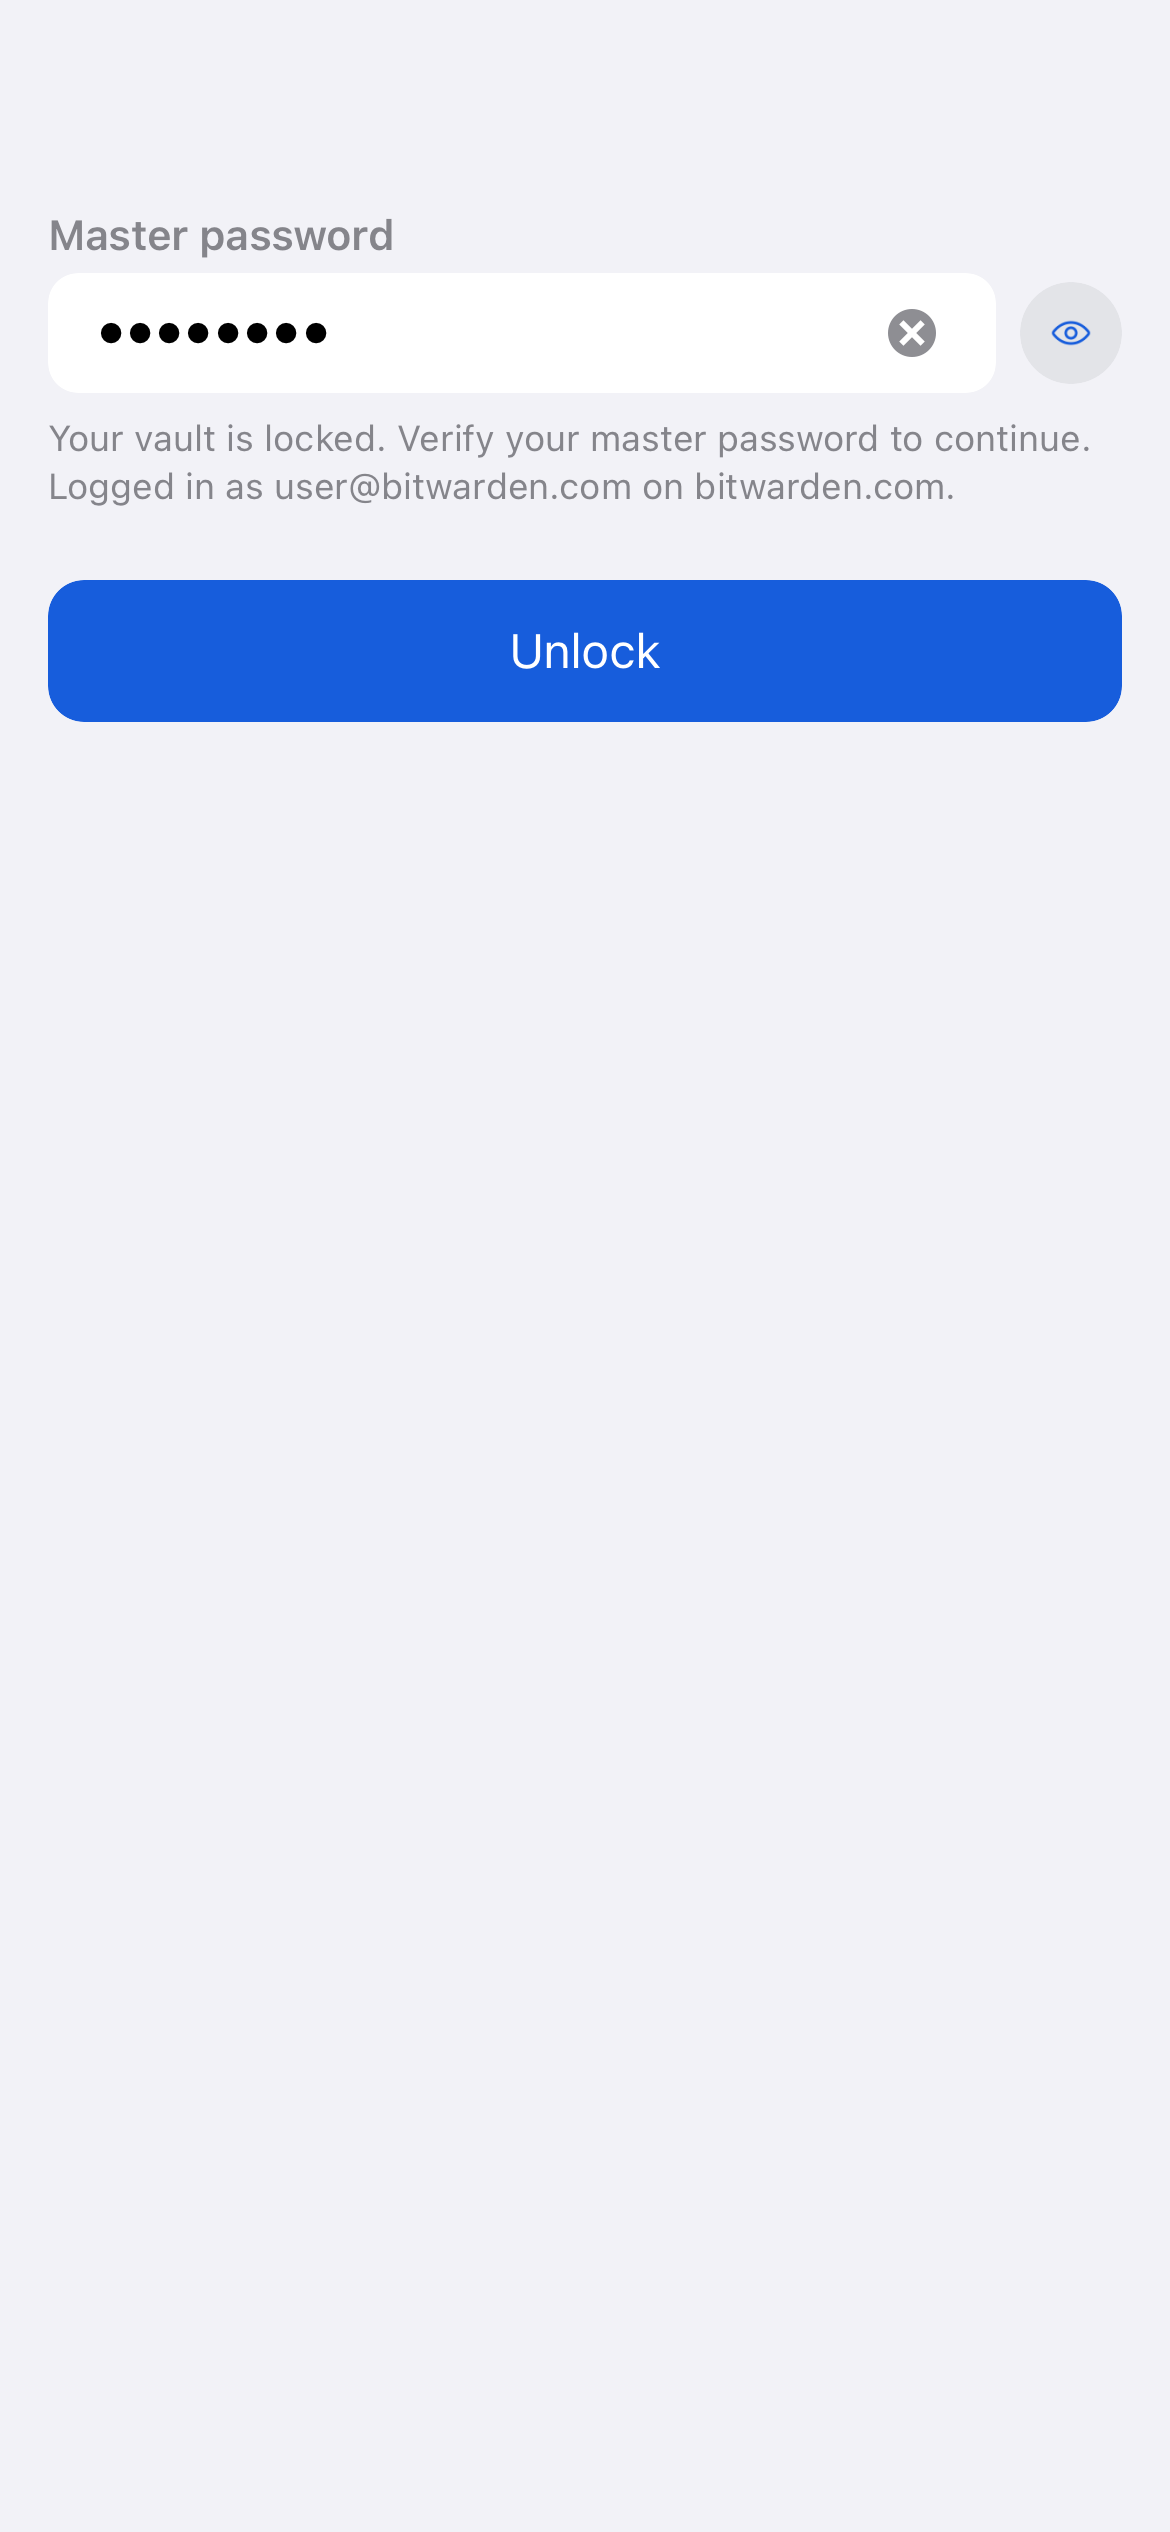 Master password
••••••••
Your vault is locked. Verify your master password to continue.
Logged in as user@bitwarden.com on bitwarden.com.
Unlock